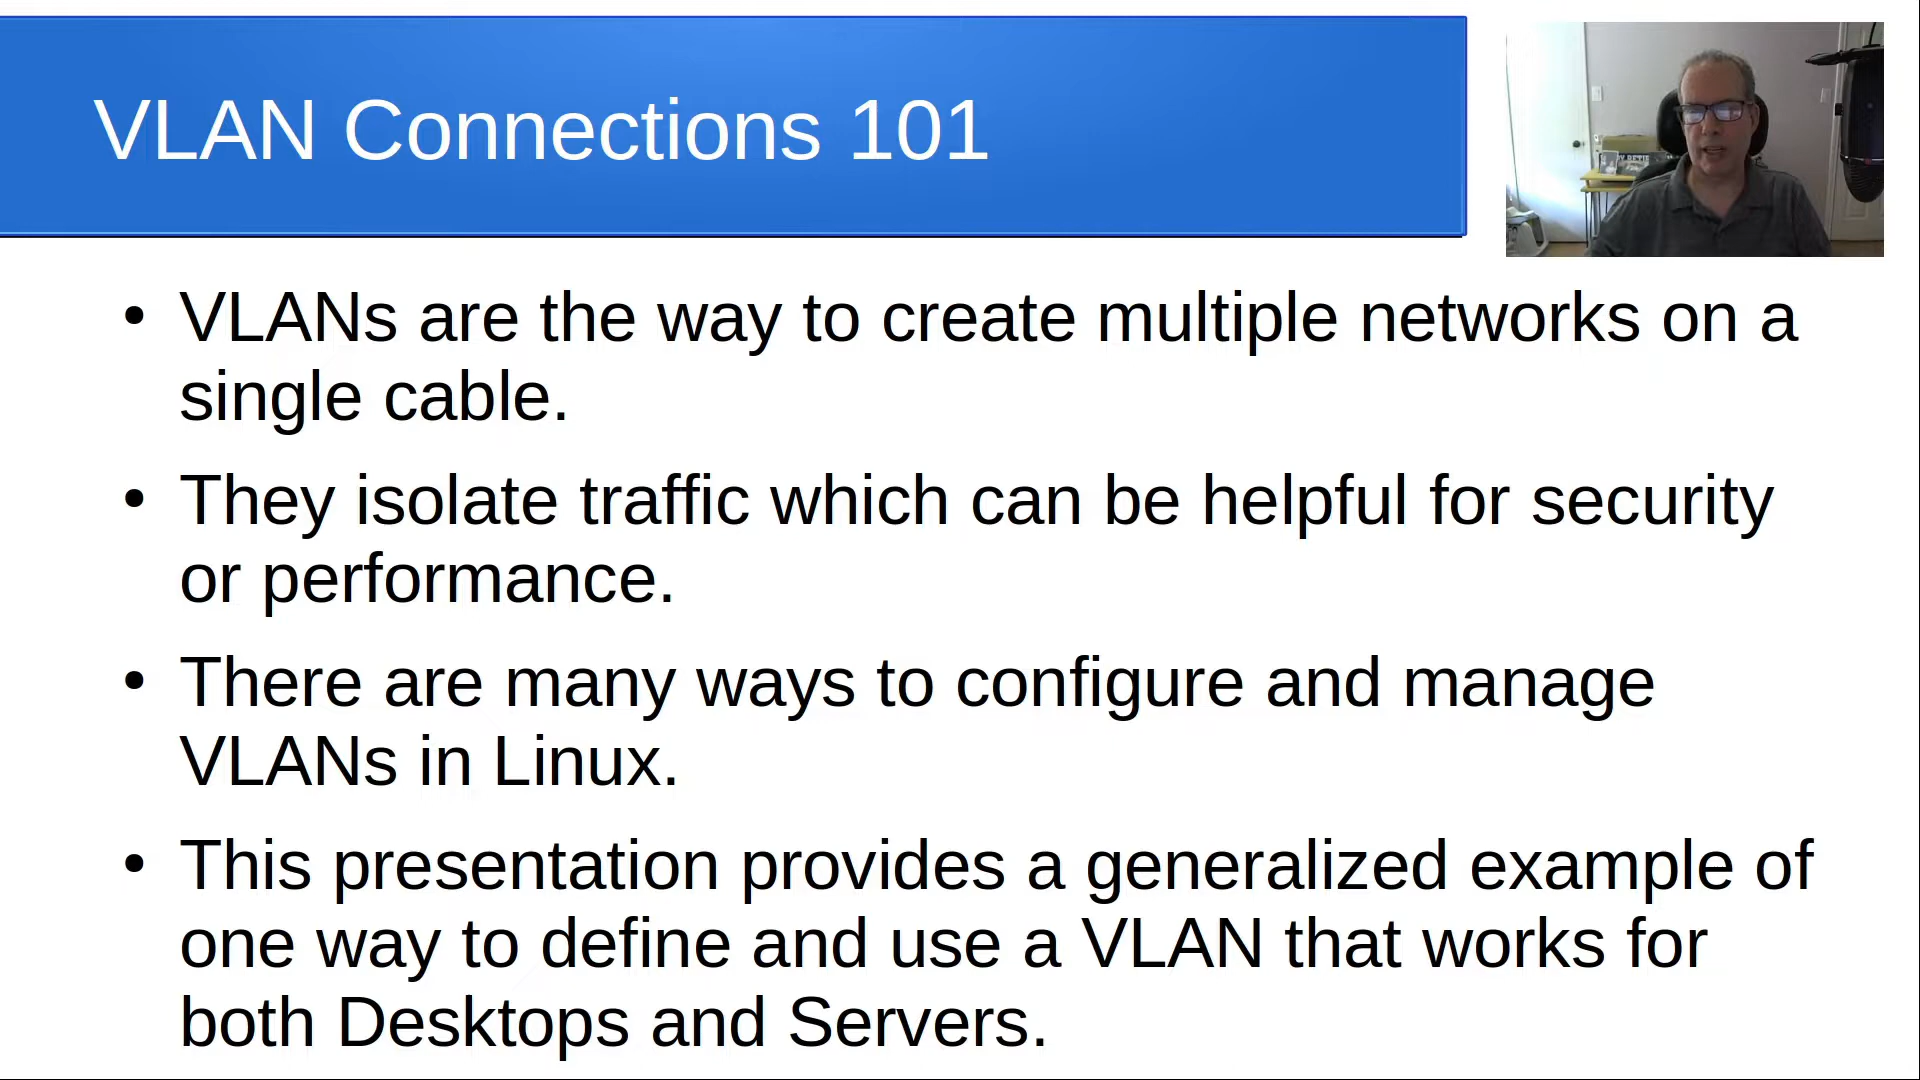 VLAN Connections 101
• VLANs are the way to create multiple networks on a
single cable.
• They isolate traffic which can be helpful for security
or performance.
• There are many ways to configure and manage
VLANs in Linux.
• This presentation provides a generalized example of
one way to define and use a VLAN that works for
both Desktops and Servers.